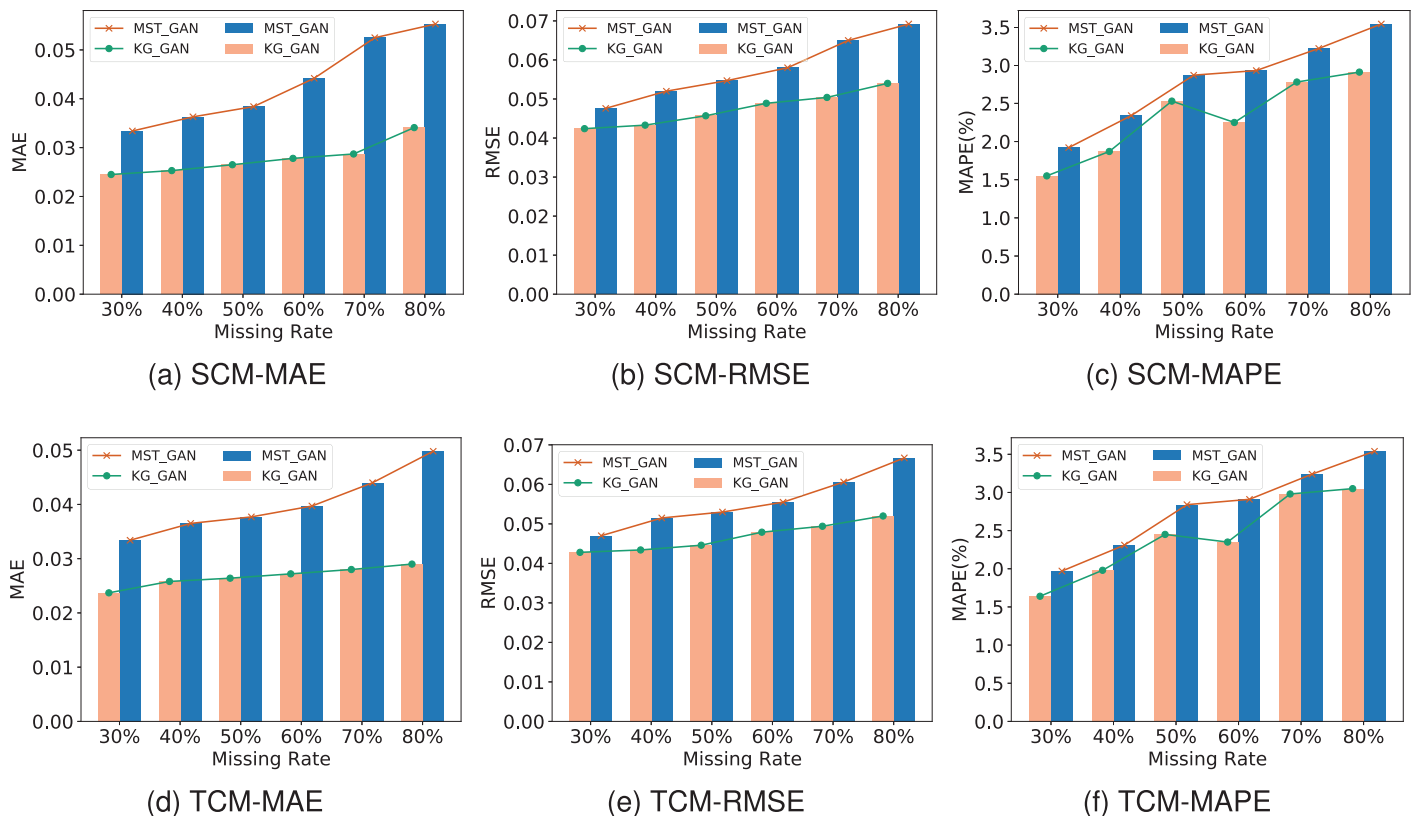 MST_GAN MST_GAN
KG_GAN KG_GAN
0.05
0.04
0.03
0.02
0.01
0.00
MAE
30% 40% 50% 60% 70% 80%
Missing Rate
(a) SCM-MAE
MST_GAN MST_GAN
KG_GAN KG_GAN
0.07
0.06
0.05
0.04
0.03
0.02
0.01
0.00
RMSE
30% 40% 50% 60% 70% 80%
Missing Rate
(b) SCM-RMSE
MST_GAN MST_GAN
KG_GAN KG_GAN
3.5
3.0
2.5
2.0
1.5
1.0
0.5
0.0
MAPE(%)
30% 40% 50% 60% 70% 80%
Missing Rate
(c) SCM-MAPE
MST_GAN MST_GAN
KG_GAN KG_GAN
0.05
0.04
0.03
0.02
0.01
0.00
MAE
30% 40% 50% 60% 70% 80%
Missing Rate
(d) TCM-MAE
MST_GAN MST_GAN
KG_GAN KG_GAN
0.07
0.06
0.05
0.04
0.03
0.02
0.01
0.00
RMSE
30% 40% 50% 60% 70% 80%
Missing Rate
(e) TCM-RMSE
MST_GAN MST_GAN
KG_GAN KG_GAN
3.5
3.0
2.5
2.0
1.5
1.0
0.5
0.0
MAPE(%)
30% 40% 50% 60% 70% 80%
Missing Rate
(f) TCM-MAPE